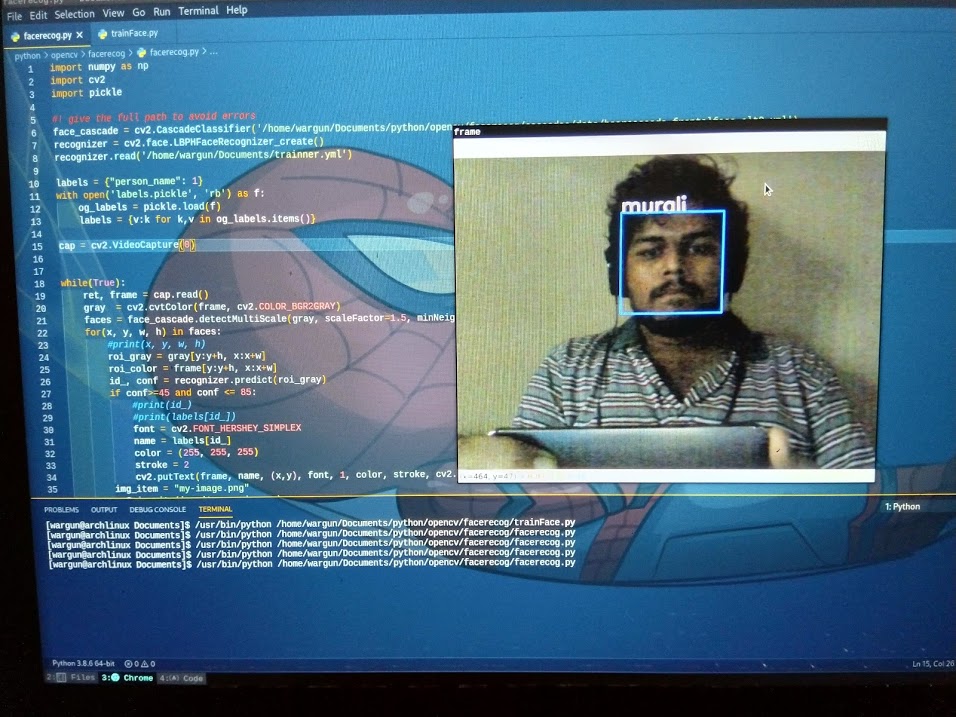 File Edit Selection View Go Run Terminal Help
facerecog.py × trainFace.py
python > opencv > facerecog > facerecog.py > ...
1 import numpy as np
2 import cv2
3 import pickle
4
5 #! give the full path to avoid errors
6 face_cascade = cv2.CascadeClassifier('/home/wargun/Documents/python/open
7 recognizer = cv2.face.LBPHFaceRecognizer_create()
8 recognizer.read('/home/wargun/Documents/trainner.yml')
9
10 labels = {"person_name": 1}
11 with open('labels.pickle', 'rb') as f:
12 og_labels = pickle.load(f)
13 labels = {v:k for k,v in og_labels.items()}
14
15 cap = cv2.VideoCapture(0)
16
17
18 while(True):
19 ret, frame = cap.read()
20 gray = cv2.cvtColor(frame, cv2.COLOR_BGR2GRAY)
21 faces = face_cascade.detectMultiScale(gray, scaleFactor=1.5, minNeig
22 for(x, y, w, h) in faces:
23 #print(x, y, w, h)
24 roi_gray = gray[y:y+h, x:x+w]
25 roi_color = frame[y:y+h, x:x+w]
26 id_, conf = recognizer.predict(roi_gray)
27 if conf>=45 and conf <= 85:
28 #print(id_)
29 #print(labels[id_])
30 font = cv2.FONT_HERSHEY_SIMPLEX
31 name = labels[id_]
32 color = (255, 255, 255)
33 stroke = 2
34 cv2.putText(frame, name, (x,y), font, 1, color, stroke, cv2.
35 img_item = "my-image.png"
frame
murali
PROBLEMS OUTPUT DEBUG CONSOLE TERMINAL 1: Python
[wargun@archlinux Documents]$ /usr/bin/python /home/wargun/Documents/python/opencv/facerecog/trainFace.py
[wargun@archlinux Documents]$ /usr/bin/python /home/wargun/Documents/python/opencv/facerecog/facerecog.py
[wargun@archlinux Documents]$ /usr/bin/python /home/wargun/Documents/python/opencv/facerecog/facerecog.py
[wargun@archlinux Documents]$ /usr/bin/python /home/wargun/Documents/python/opencv/facerecog/facerecog.py
[wargun@archlinux Documents]$ /usr/bin/python /home/wargun/Documents/python/opencv/facerecog/facerecog.py
Python 3.8.6 64-bit 0 0 Ln 15, Col 26
2: Files 3: Chrome 4: Code